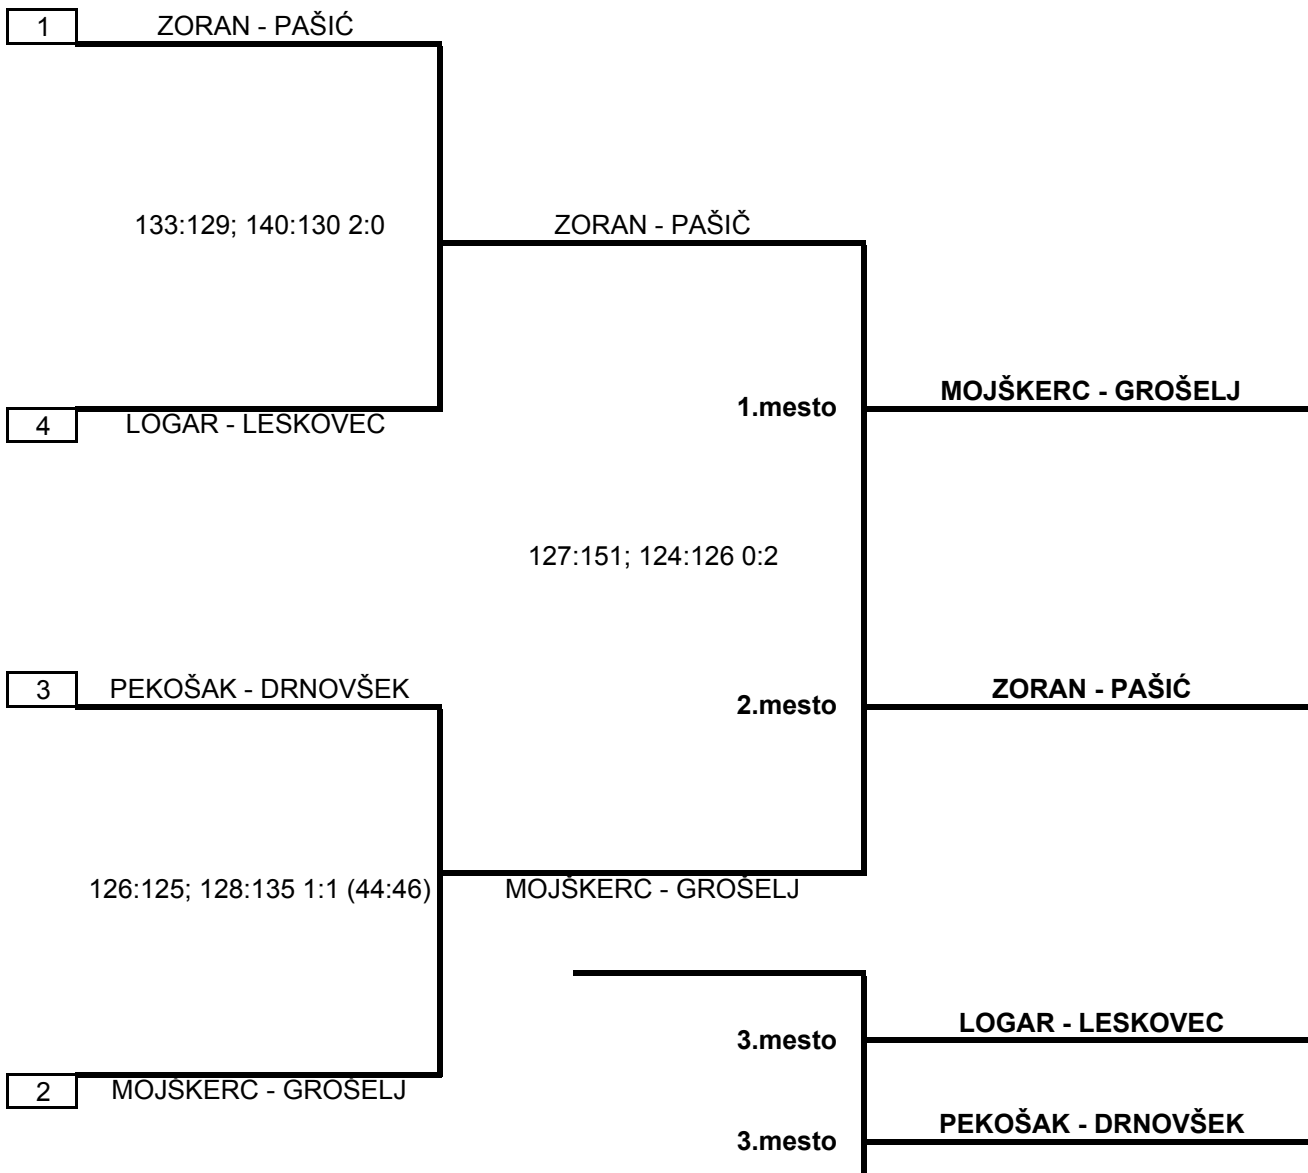 1 ZORAN - PAŠIĆ
133:129; 140:130 2:0
ZORAN - PAŠIČ
1.mesto
MOJŠKERC - GROŠELJ
4 LOGAR - LESKOVEC
127:151; 124:126 0:2
3 PEKOŠAK - DRNOVŠEK
2.mesto
ZORAN - PAŠIĆ
126:125; 128:135 1:1 (44:46)
MOJŠKERC - GROŠELJ
3.mesto
LOGAR - LESKOVEC
2 MOJŠKERC - GROŠELJ
3.mesto
PEKOŠAK - DRNOVŠEK